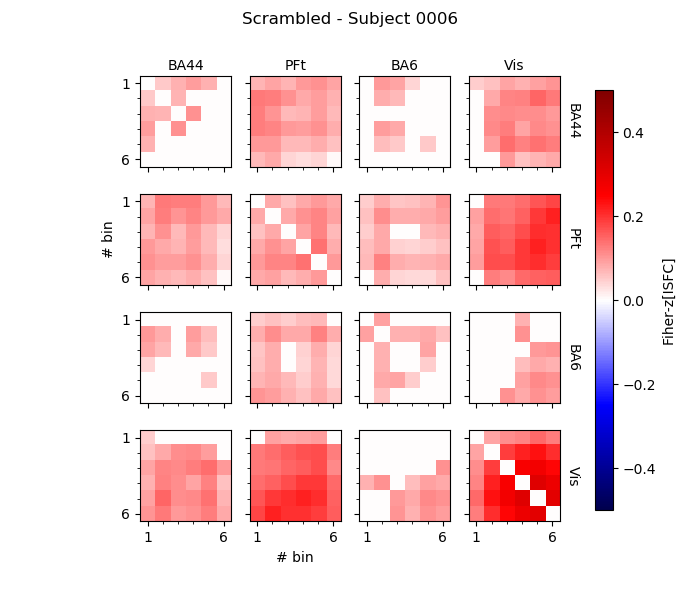 Scrambled - Subject 0006
BA44 PFt BA6 Vis
1
6
BA44
1
6
PFt
# bin
1
6
BA6
1
6
Vis
1 6 1 6 1 6 1 6
# bin
0.4
0.2
0.0
−0.2
−0.4
Fiher-z[ISFC]